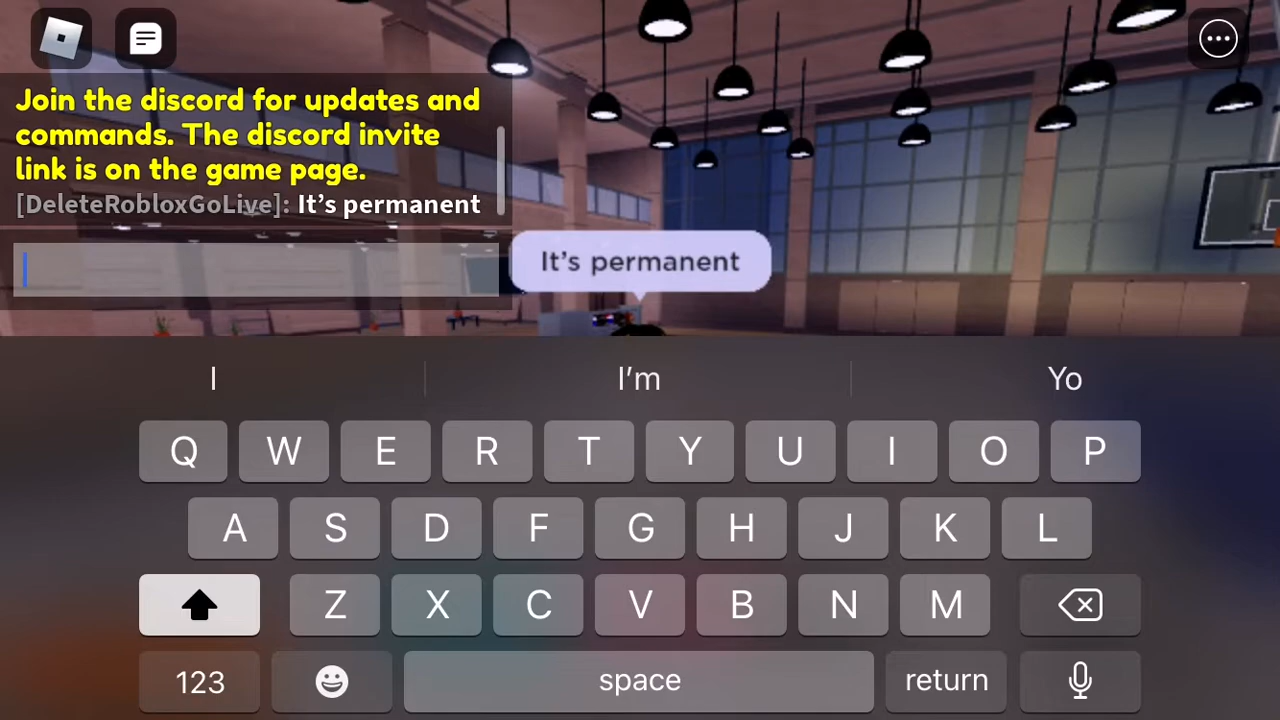 Join the discord for updates and
commands. The discord invite
link is on the game page.
[DeleteRobloxGoLive]: It’s permanent
It’s permanent
I I’m Yo
Q W E R T Y U I O P
A S D F G H J K L
Z X C V B N M
123 space return